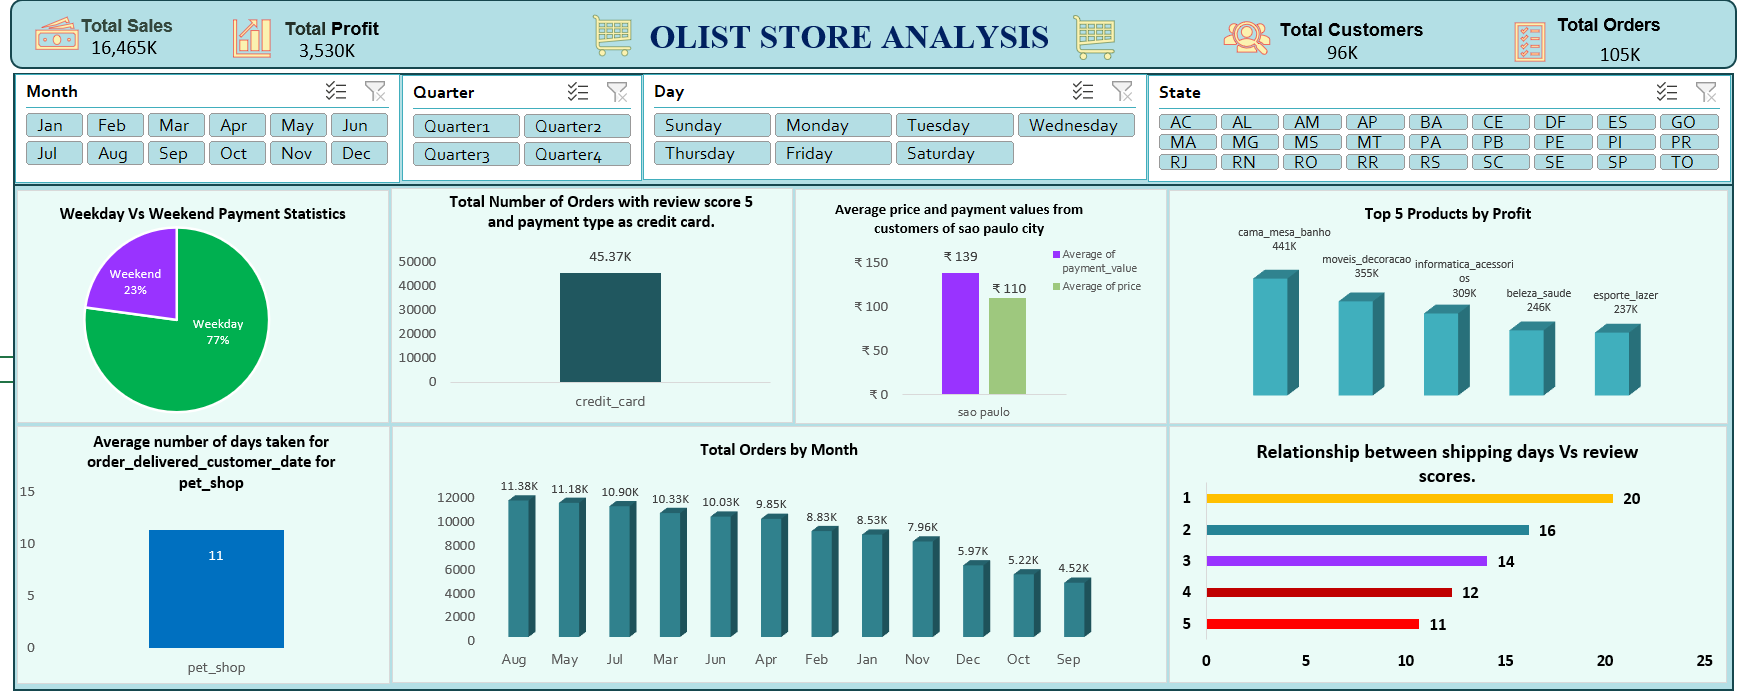 Total Sales
16,465K
Total Profit
3,530K
OLIST STORE ANALYSIS
Total Customers
96K
Total Orders
105K
Month
Jan Feb Mar Apr May Jun
Jul Aug Sep Oct Nov Dec
Quarter
Quarter1 Quarter2
Quarter3 Quarter4
Day
Sunday Monday Tuesday Wednesday
Thursday Friday Saturday
State
AC AL AM AP BA CE DF ES GO
MA MG MS MT PA PB PE PI PR
RJ RN RO RR RS SC SE SP TO
Weekday Vs Weekend Payment Statistics
Weekend
23%
Weekday
77%
Total Number of Orders with review score 5
and payment type as credit card.
45.37K
50000
40000
30000
20000
10000
0
credit_card
Average price and payment values from
customers of sao paulo city
₹ 150
₹ 100
₹ 50
₹ 0
₹ 139
₹ 110
sao paulo
Average of
payment_value
Average of price
Top 5 Products by Profit
cama_mesa_banho
441K
moveis_decoracao
355K
informatica_acessori
os
309K
beleza_saude
246K
esporte_lazer
237K
Average number of days taken for
order_delivered_customer_date for
pet_shop
15
10
5
0
11
pet_shop
Total Orders by Month
12000
10000
8000
6000
4000
2000
0
11.38K 11.18K 10.90K 10.33K 10.03K 9.85K 8.83K 8.53K 7.96K 5.97K 5.22K 4.52K
Aug May Jul Mar Jun Apr Feb Jan Nov Dec Oct Sep
Relationship between shipping days Vs review
scores.
1 20
2 16
3 14
4 12
5 11
0 5 10 15 20 25